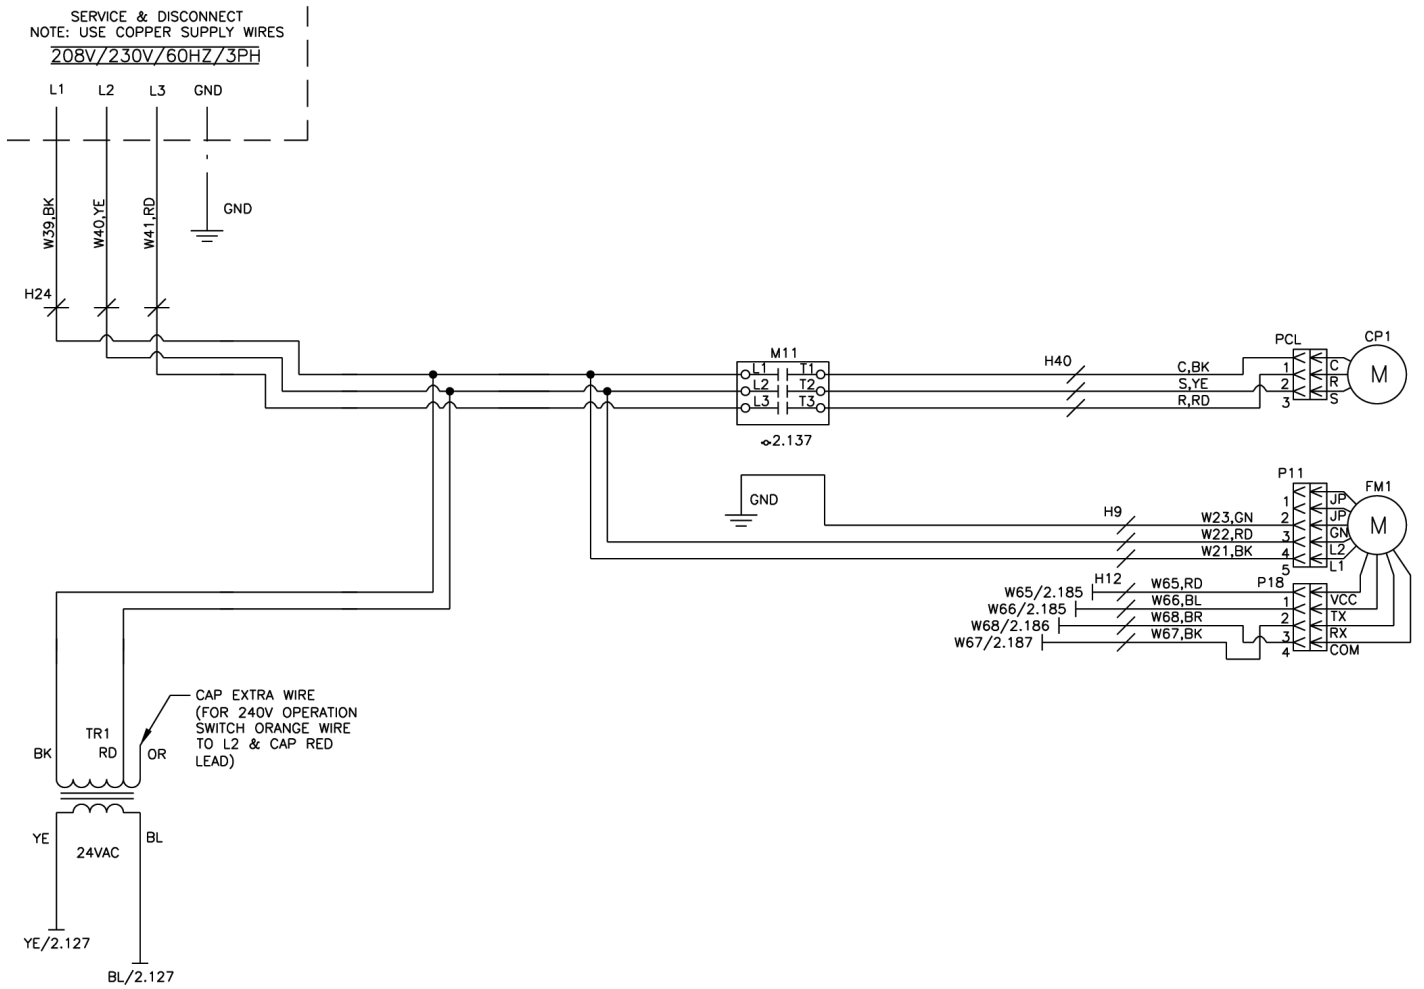 SERVICE & DISCONNECT
NOTE: USE COPPER SUPPLY WIRES
208V/230V/60HZ/3PH
L1 L2 L3 GND
W39,BK
W40,YE
W41,RD
GND
H24
M11
L1 T1
L2 T2
L3 T3
2.137
H40
C,BK
S,YE
R,RD
PCL
1
2
3
C
R
S
CP1
M
GND
H9
W23,GN
W22,RD
W21,BK
P11
1
2
3
4
5
JP
JP
GN
L2
L1
FM1
M
H12
W65/2.185
W66/2.185
W68/2.186
W67/2.187
W65,RD
W66,BL
W68,BR
W67,BK
P18
1
2
3
4
VCC
TX
RX
COM
CAP EXTRA WIRE
(FOR 240V OPERATION
SWITCH ORANGE WIRE
TO L2 & CAP RED
LEAD)
TR1
BK RD OR
YE BL
24VAC
YE/2.127
BL/2.127